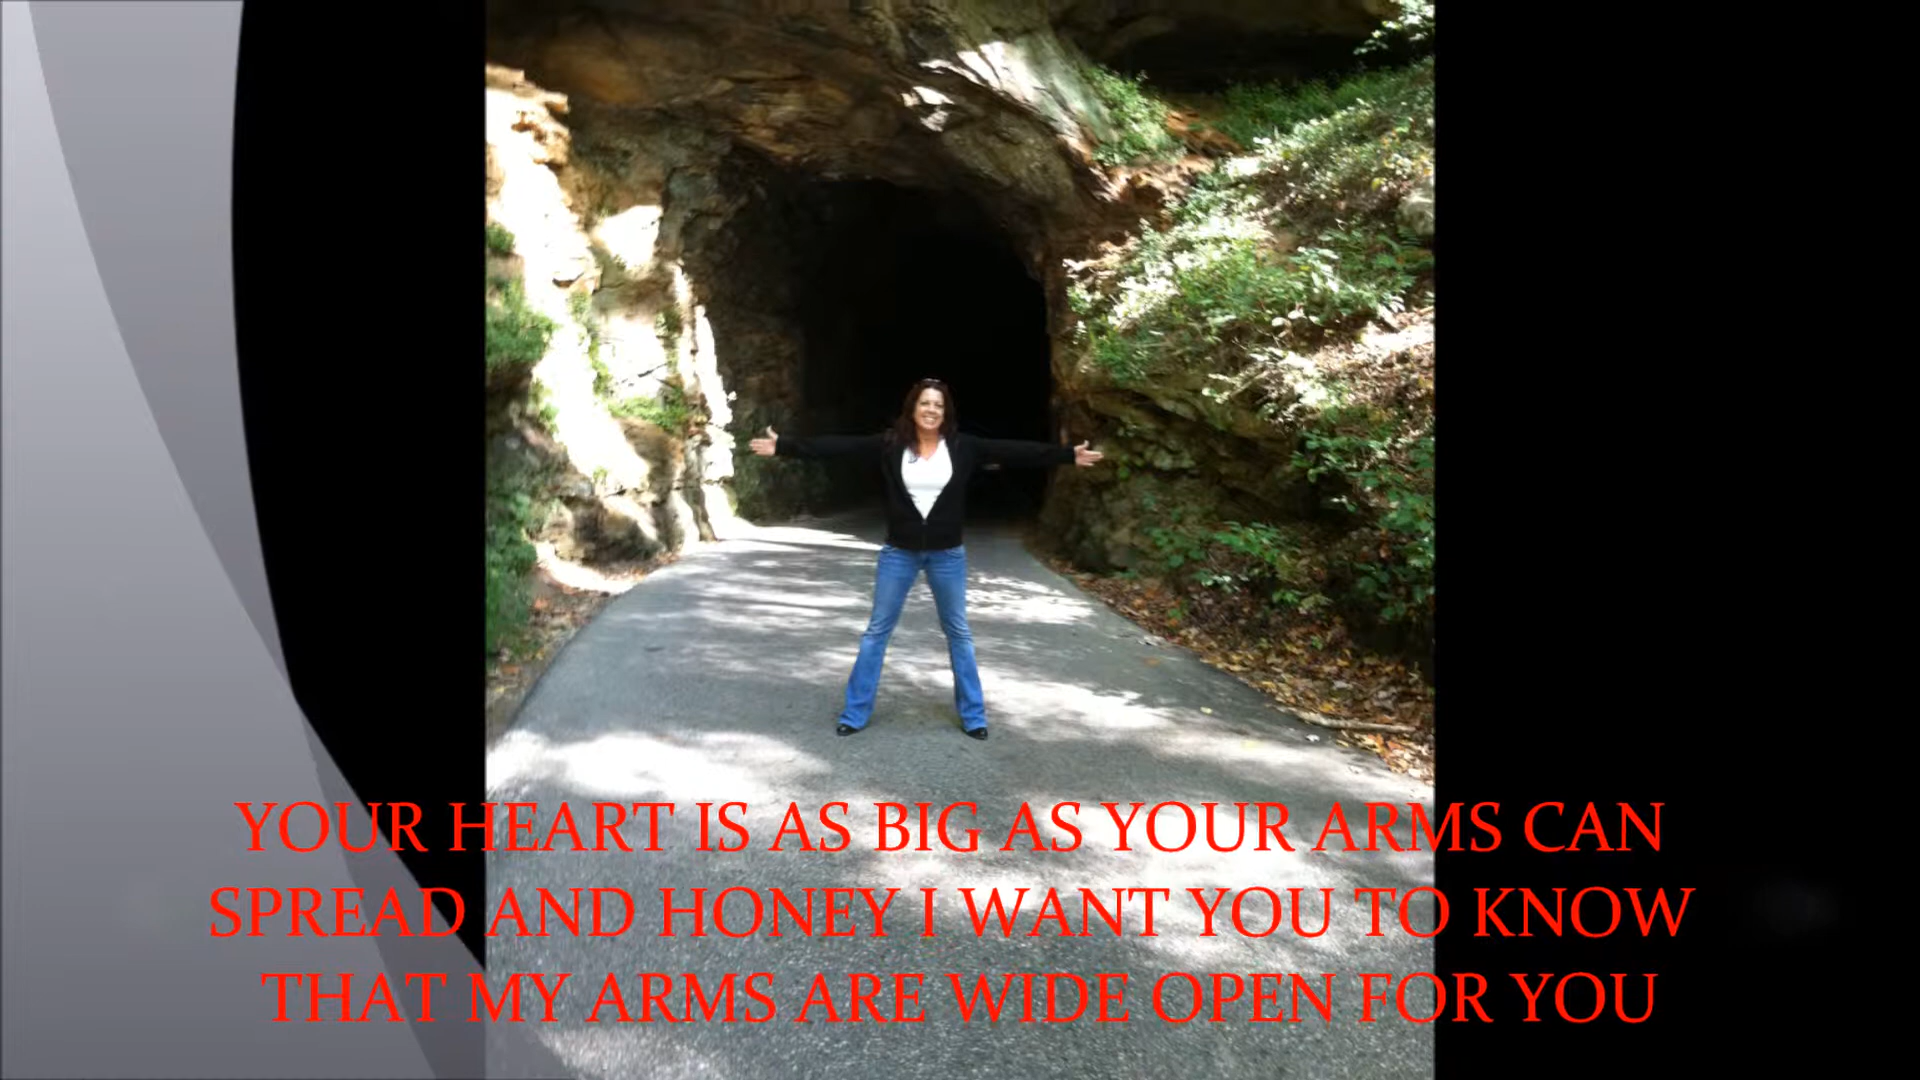 YOUR HEART IS AS BIG AS YOUR ARMS CAN
SPREAD AND HONEY I WANT YOU TO KNOW
THAT MY ARMS ARE WIDE OPEN FOR YOU